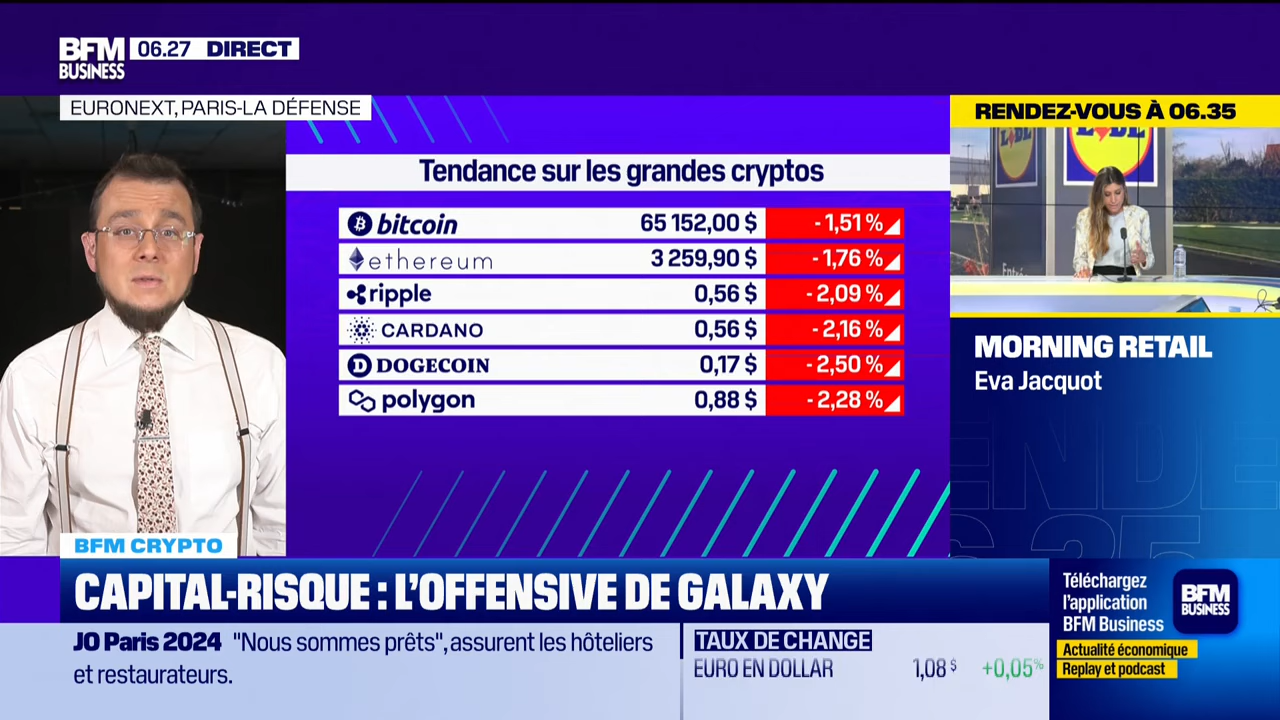 BFM
BUSINESS
06.27 DIRECT
EURONEXT, PARIS-LA DÉFENSE
Tendance sur les grandes cryptos
bitcoin 65 152,00 $ - 1,51 %
ethereum 3 259,90 $ - 1,76 %
ripple 0,56 $ - 2,09 %
CARDANO 0,56 $ - 2,16 %
DOGECOIN 0,17 $ - 2,50 %
polygon 0,88 $ - 2,28 %
RENDEZ-VOUS À 06.35
MORNING RETAIL
Eva Jacquot
BFM CRYPTO
CAPITAL-RISQUE : L'OFFENSIVE DE GALAXY
JO Paris 2024 "Nous sommes prêts", assurent les hôteliers
et restaurateurs.
TAUX DE CHANGE
EURO EN DOLLAR 1,08 $ +0,05%
Téléchargez
l'application
BFM Business
BFM
BUSINESS
Actualité économique
Replay et podcast